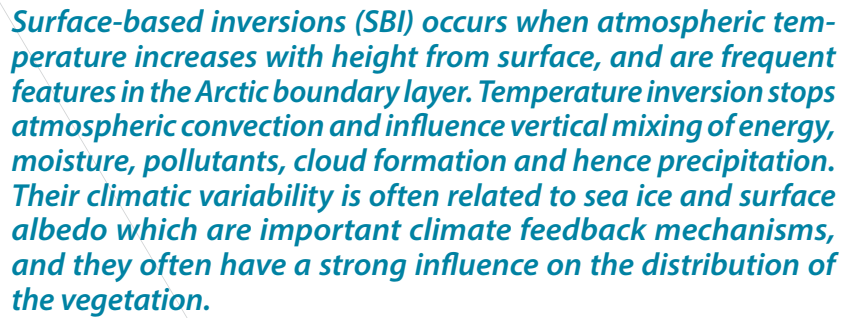 Surface-based inversions (SBI) occurs when atmospheric tem-
perature increases with height from surface, and are frequent
features in the Arctic boundary layer. Temperature inversion stops
atmospheric convection and influence vertical mixing of energy,
moisture, pollutants, cloud formation and hence precipitation.
Their climatic variability is often related to sea ice and surface
albedo which are important climate feedback mechanisms,
and they often have a strong influence on the distribution of
the vegetation.